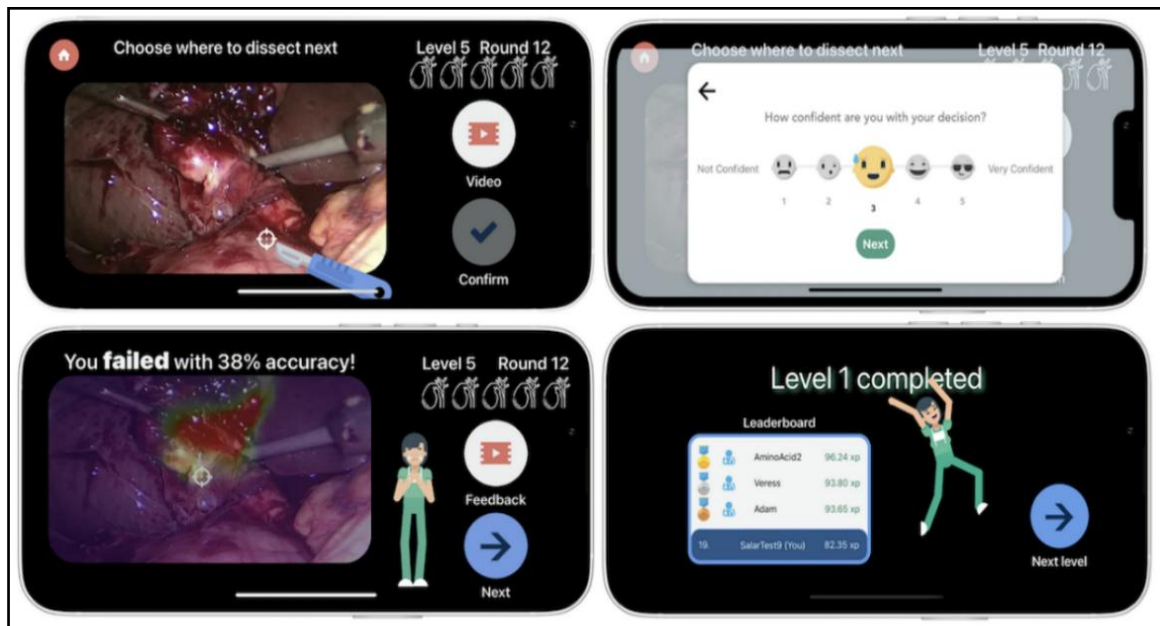 Choose where to dissect next
Level 5 Round 12
Video
Confirm
Choose where to dissect next
Level 5 Round 12
How confident are you with your decision?
Not Confident
Very Confident
1 2 3 4 5
Next
You failed with 38% accuracy!
Level 5 Round 12
Feedback
Next
Level 1 completed
Leaderboard
AminoAcid2 96.24 xp
Veress 93.80 xp
Adam 93.65 xp
19. SalarTest9 (You) 82.35 xp
Next level